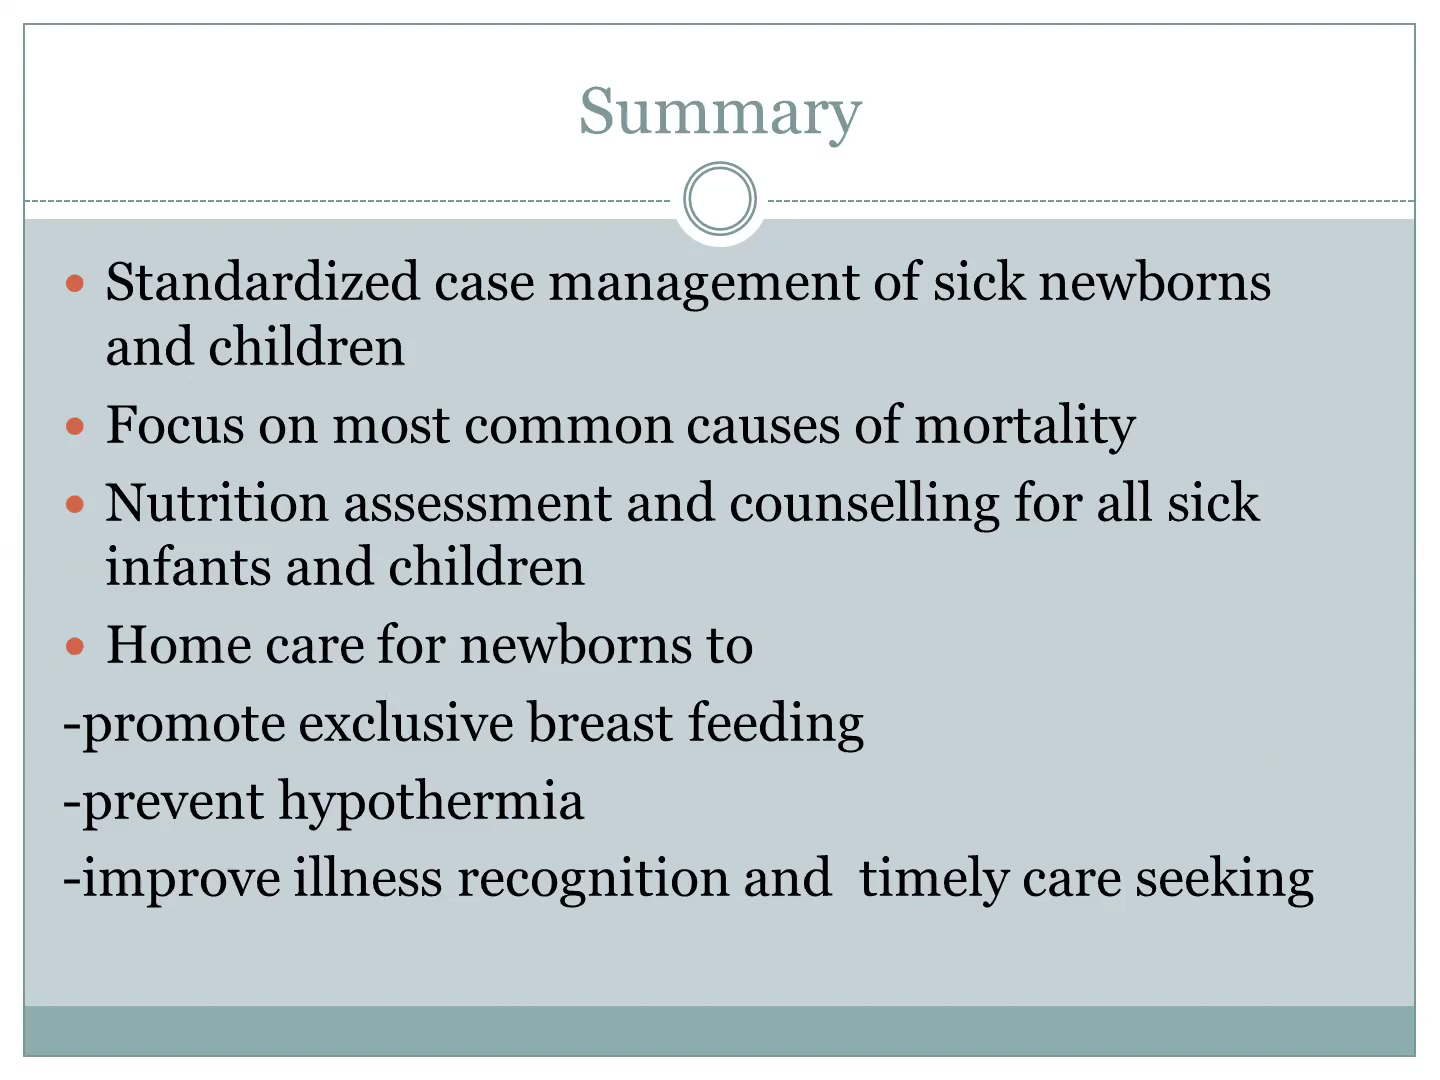 Summary
• Standardized case management of sick newborns
and children
• Focus on most common causes of mortality
• Nutrition assessment and counselling for all sick
infants and children
• Home care for newborns to
-promote exclusive breast feeding
-prevent hypothermia
-improve illness recognition and  timely care seeking